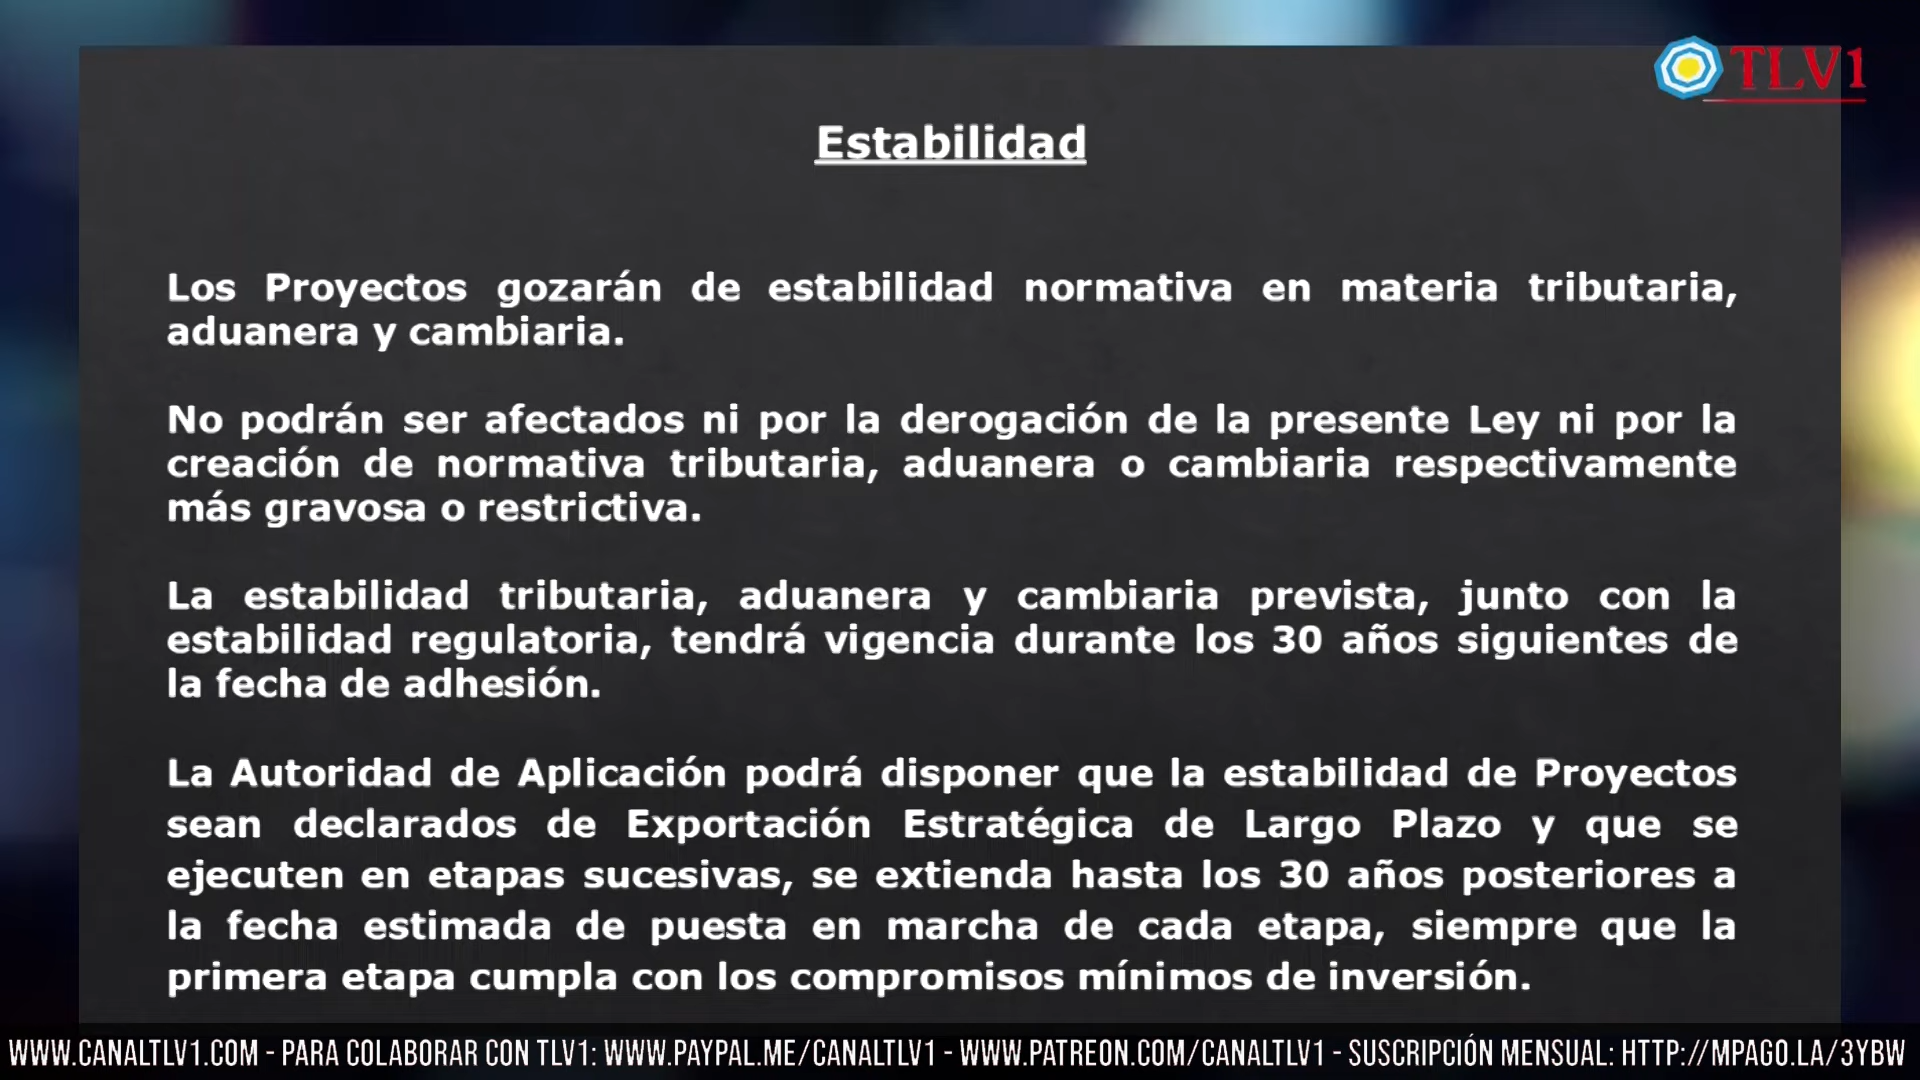 TLV1
Estabilidad
Los Proyectos gozarán de estabilidad normativa en materia tributaria,
aduanera y cambiaria.
No podrán ser afectados ni por la derogación de la presente Ley ni por la
creación de normativa tributaria, aduanera o cambiaria respectivamente
más gravosa o restrictiva.
La estabilidad tributaria, aduanera y cambiaria prevista, junto con la
estabilidad regulatoria, tendrá vigencia durante los 30 años siguientes de
la fecha de adhesión.
La Autoridad de Aplicación podrá disponer que la estabilidad de Proyectos
sean declarados de Exportación Estratégica de Largo Plazo y que se
ejecuten en etapas sucesivas, se extienda hasta los 30 años posteriores a
la fecha estimada de puesta en marcha de cada etapa, siempre que la
primera etapa cumpla con los compromisos mínimos de inversión.
WWW.CANALTLV1.COM - PARA COLABORAR CON TLV1: WWW.PAYPAL.ME/CANALTLV1 - WWW.PATREON.COM/CANALTLV1 - SUSCRIPCIÓN MENSUAL: HTTP://MPAGO.LA/3YBW